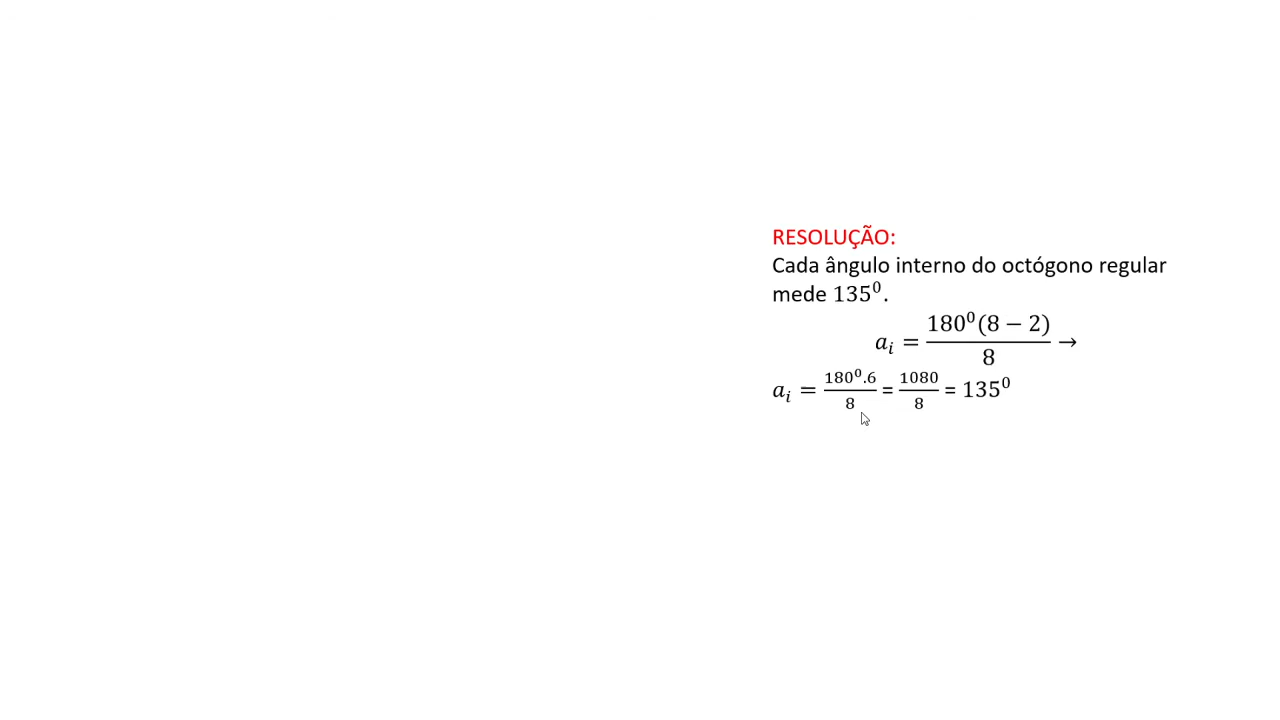 RESOLUÇÃO:
Cada ângulo interno do octógono regular
mede 135⁰.
aᵢ = 180⁰(8 − 2)/8 →
aᵢ = 180⁰.6/8 = 1080/8 = 135⁰